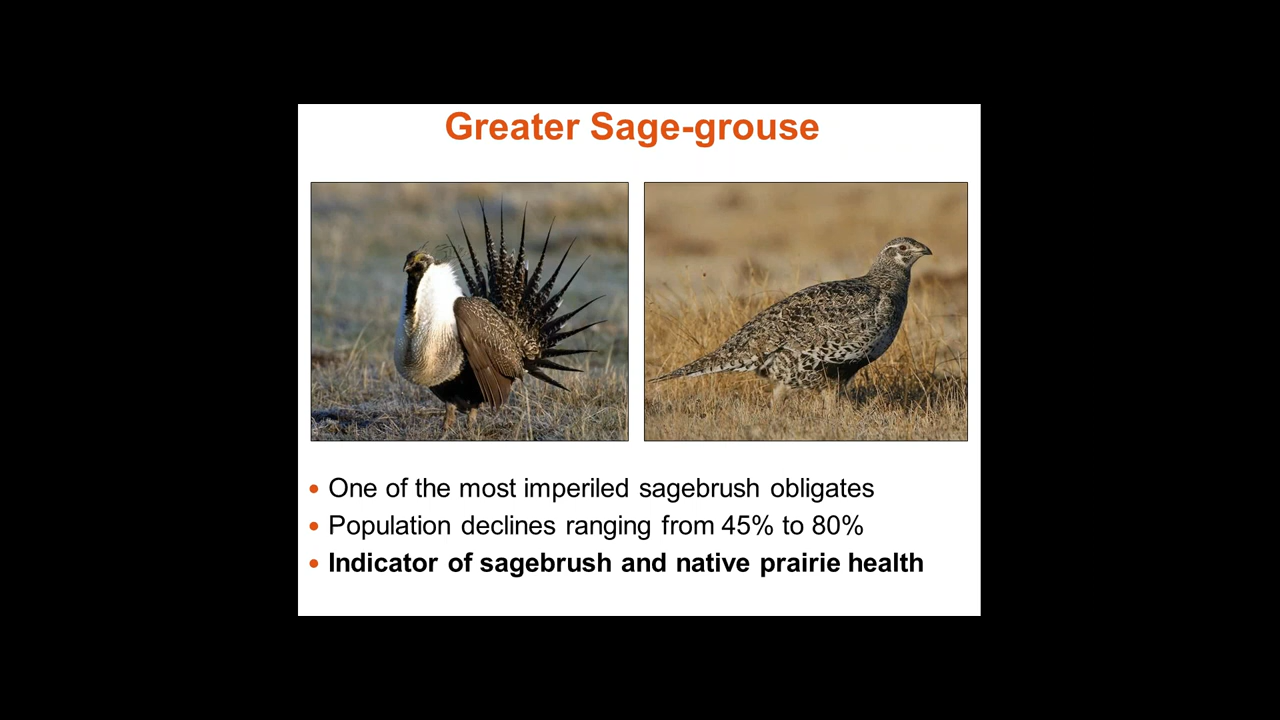 Greater Sage-grouse
• One of the most imperiled sagebrush obligates
• Population declines ranging from 45% to 80%
• Indicator of sagebrush and native prairie health